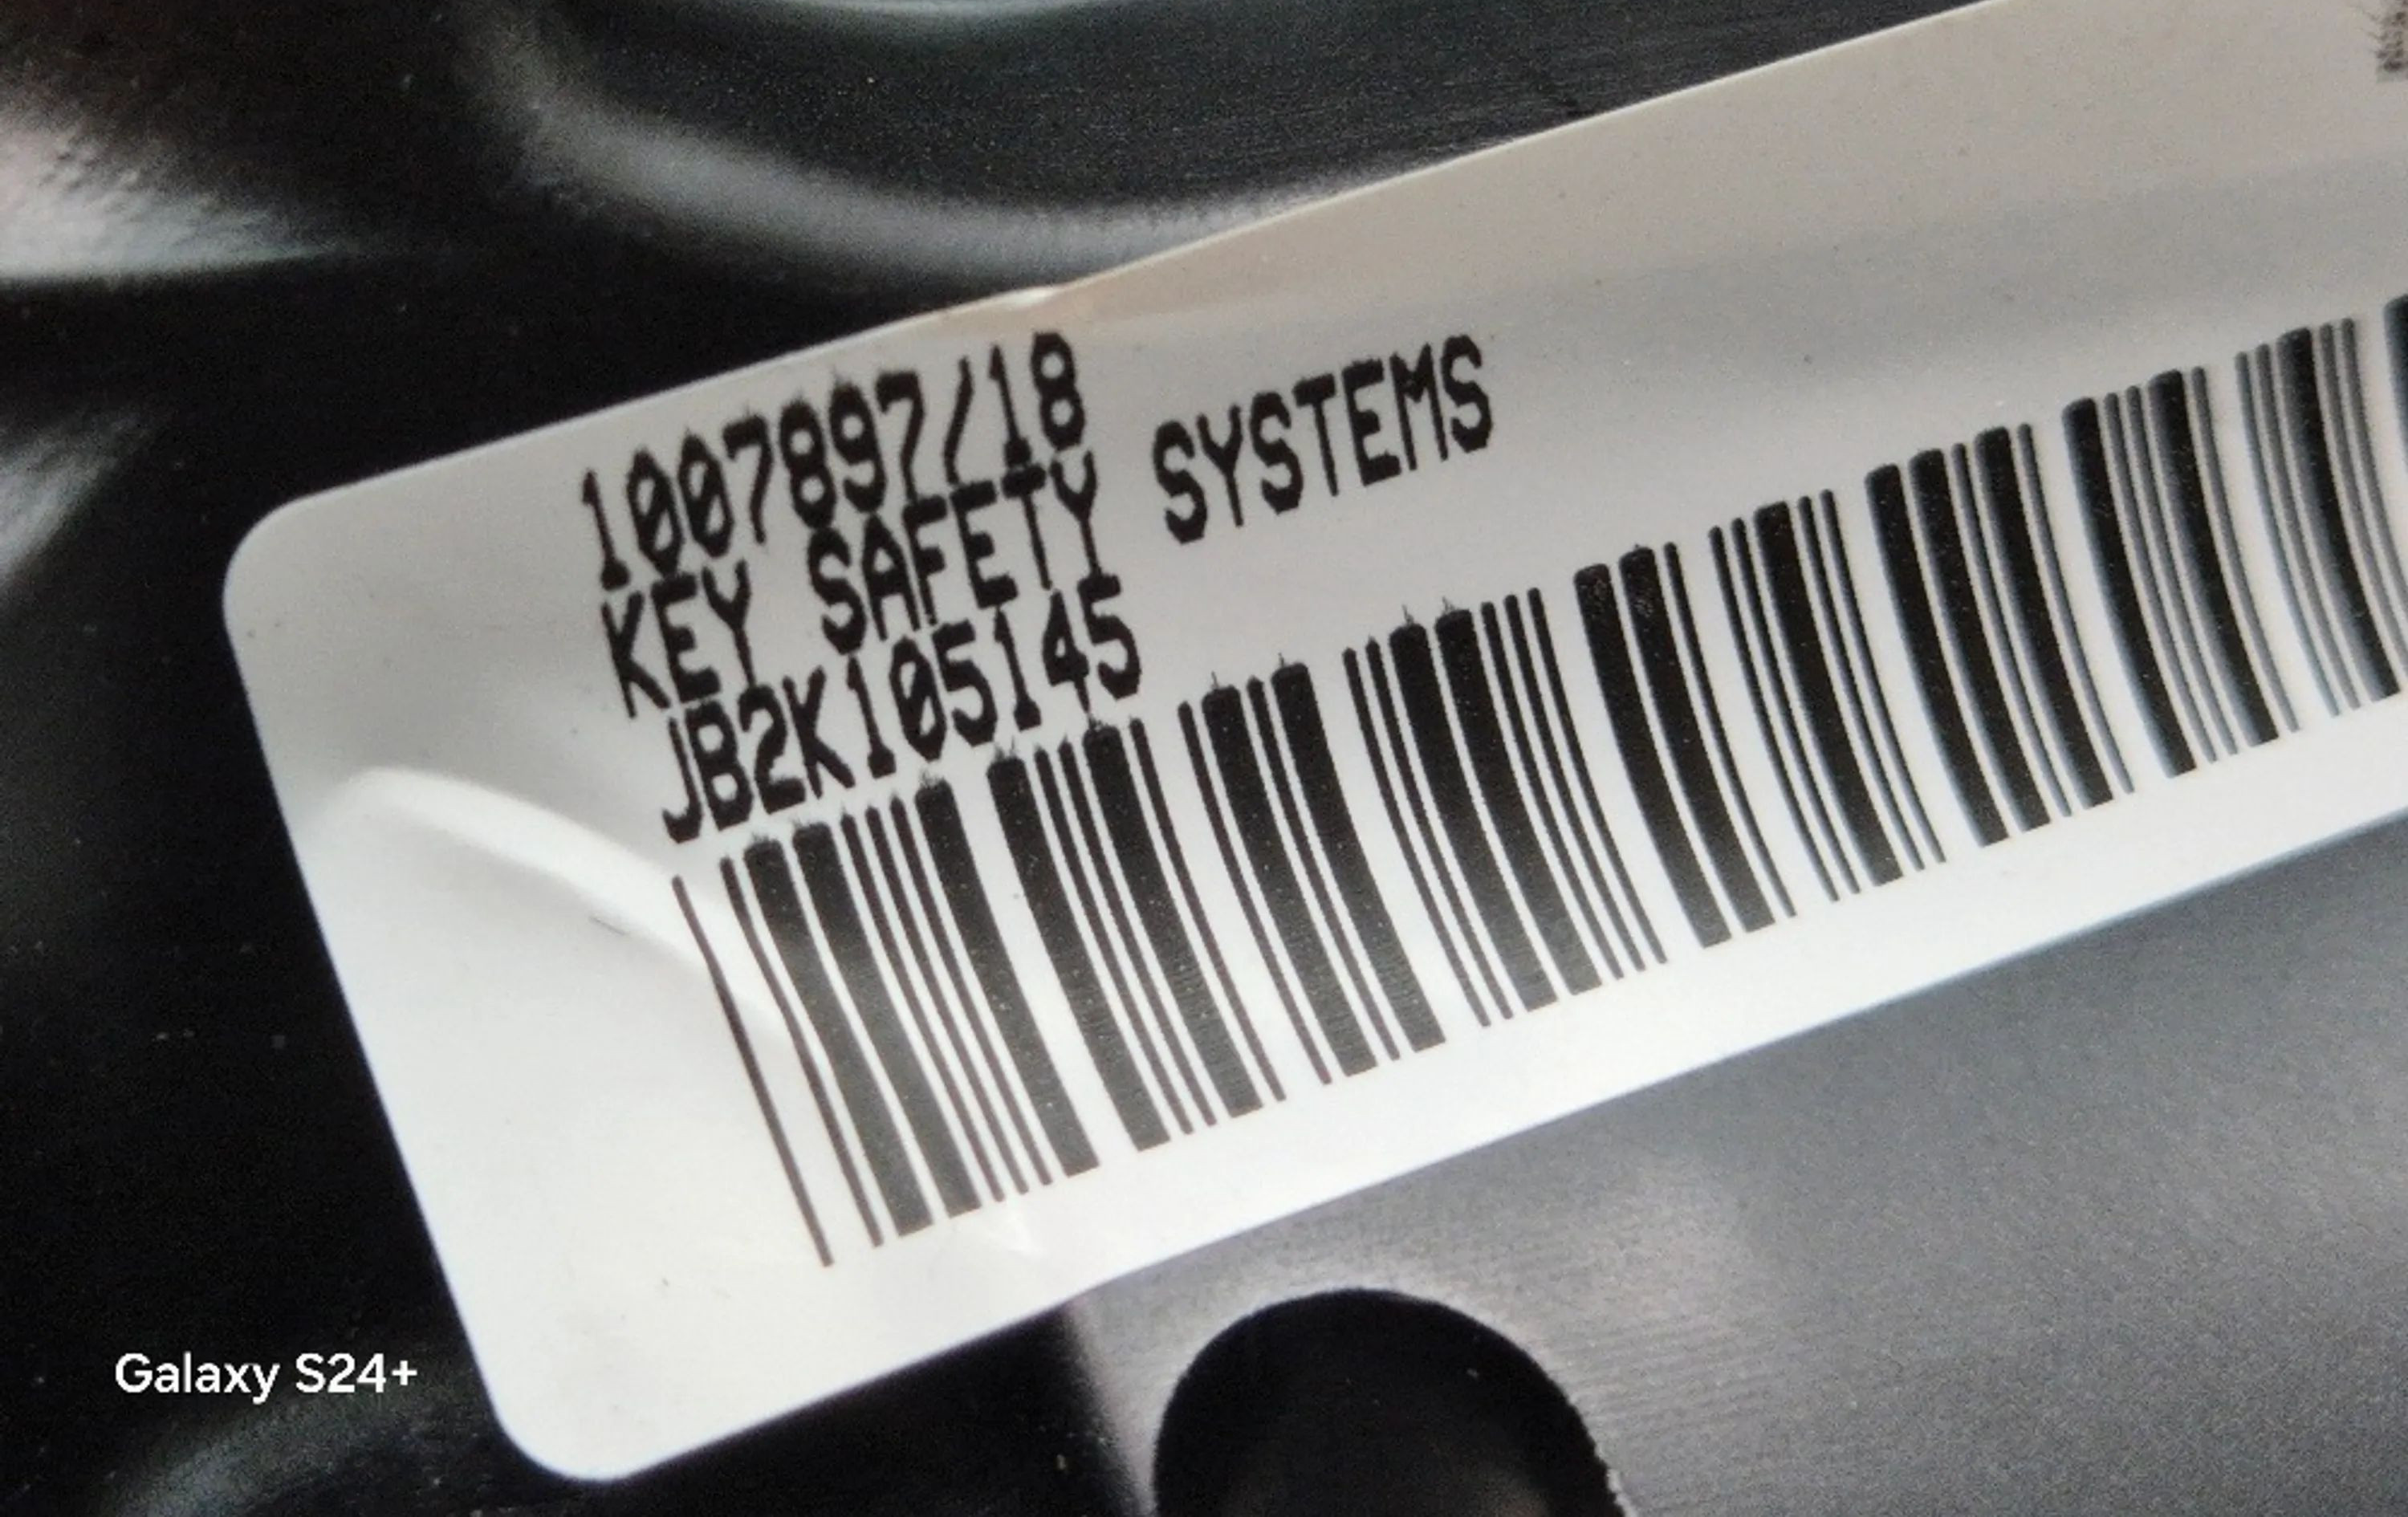 1007897/18
KEY SAFETY SYSTEMS
JB2K105145
Galaxy S24+